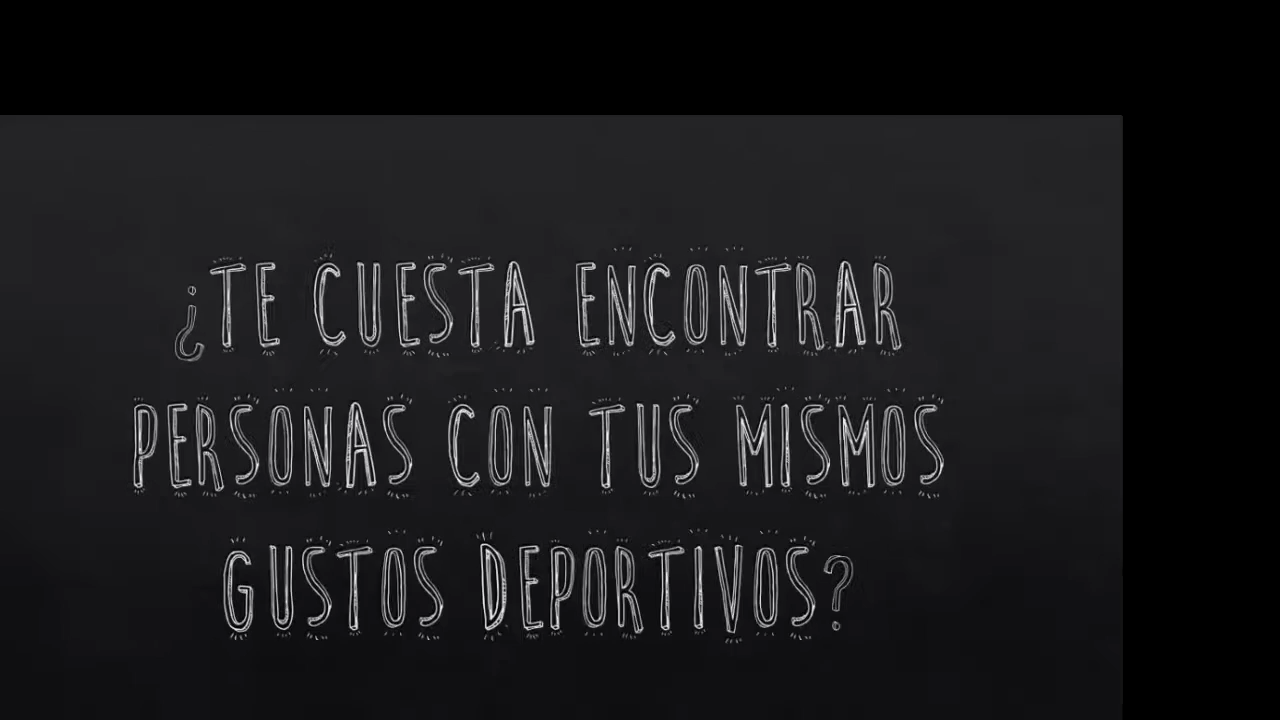 ¿TE CUESTA ENCONTRAR
PERSONAS CON TUS MISMOS
GUSTOS DEPORTIVOS?